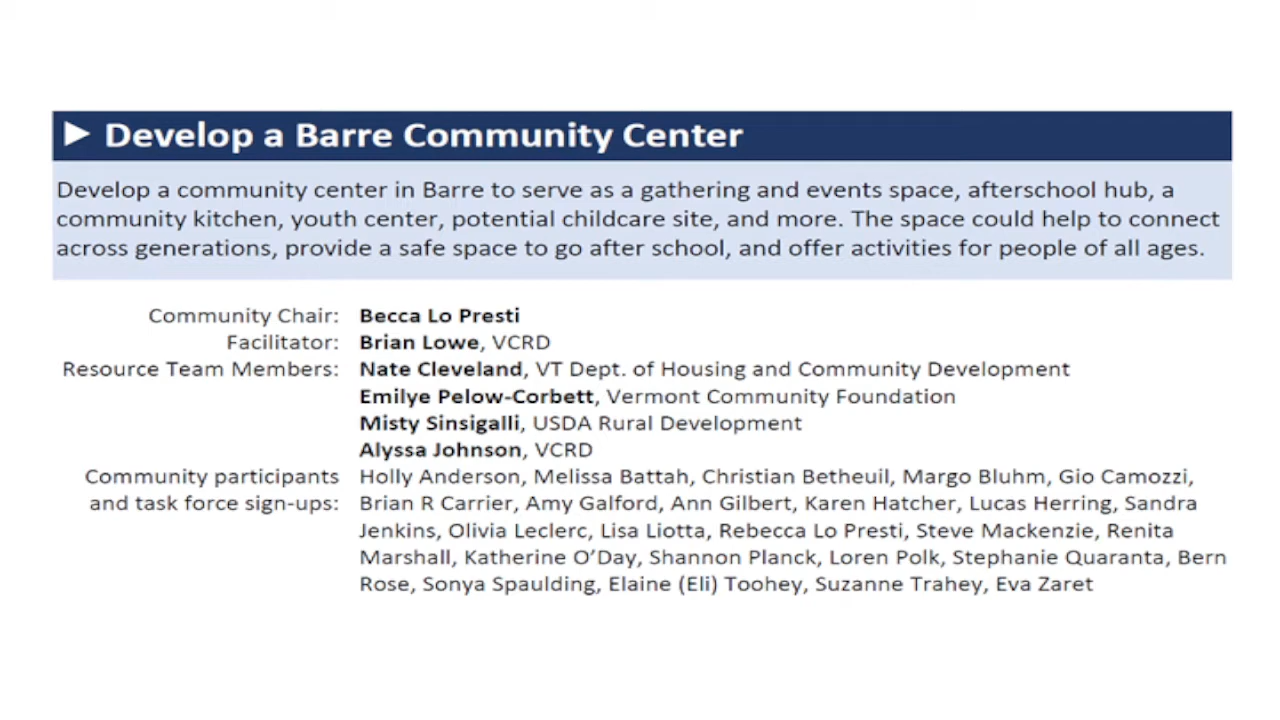 ► Develop a Barre Community Center
Develop a community center in Barre to serve as a gathering and events space, afterschool hub, a
community kitchen, youth center, potential childcare site, and more. The space could help to connect
across generations, provide a safe space to go after school, and offer activities for people of all ages.
Community Chair: Becca Lo Presti
Facilitator: Brian Lowe, VCRD
Resource Team Members: Nate Cleveland, VT Dept. of Housing and Community Development
Emilye Pelow-Corbett, Vermont Community Foundation
Misty Sinsigalli, USDA Rural Development
Alyssa Johnson, VCRD
Community participants Holly Anderson, Melissa Battah, Christian Betheuil, Margo Bluhm, Gio Camozzi,
and task force sign-ups: Brian R Carrier, Amy Galford, Ann Gilbert, Karen Hatcher, Lucas Herring, Sandra
Jenkins, Olivia Leclerc, Lisa Liotta, Rebecca Lo Presti, Steve Mackenzie, Renita
Marshall, Katherine O’Day, Shannon Planck, Loren Polk, Stephanie Quaranta, Bern
Rose, Sonya Spaulding, Elaine (Eli) Toohey, Suzanne Trahey, Eva Zaret